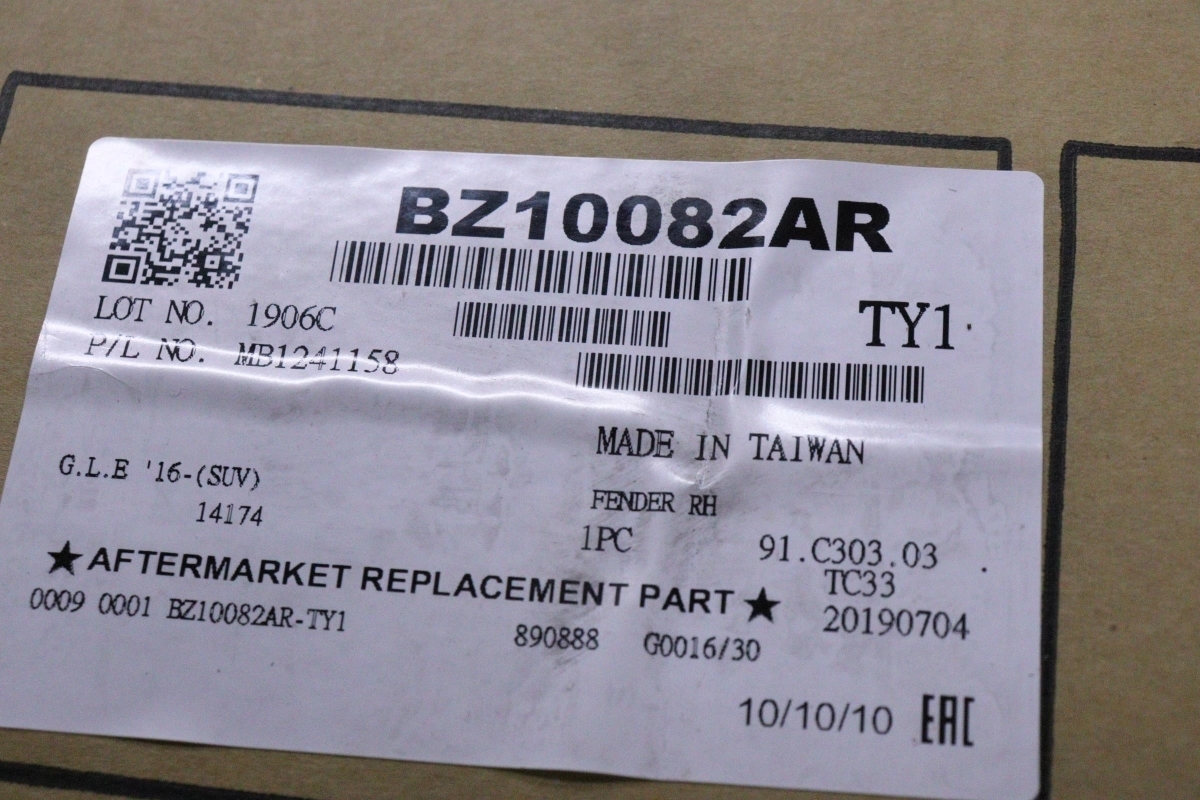 BZ10082AR
LOT NO. 1906C
TY1
P/L NO. MB1241158
MADE IN TAIWAN
G.L.E '16-(SUV)
FENDER RH
14174
1PC
91.C303.03
★AFTERMARKET REPLACEMENT PART★
TC33
0009 0001 BZ10082AR-TY1
20190704
890888 G0016/30
10/10/10 EAC